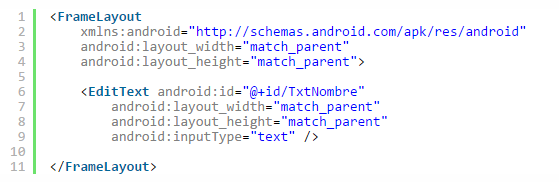 1 <FrameLayout
2     xmlns:android="http://schemas.android.com/apk/res/android"
3     android:layout_width="match_parent"
4     android:layout_height="match_parent">
5
6     <EditText android:id="@+id/TxtNombre"
7         android:layout_width="match_parent"
8         android:layout_height="match_parent"
9         android:inputType="text" />
10
11 </FrameLayout>